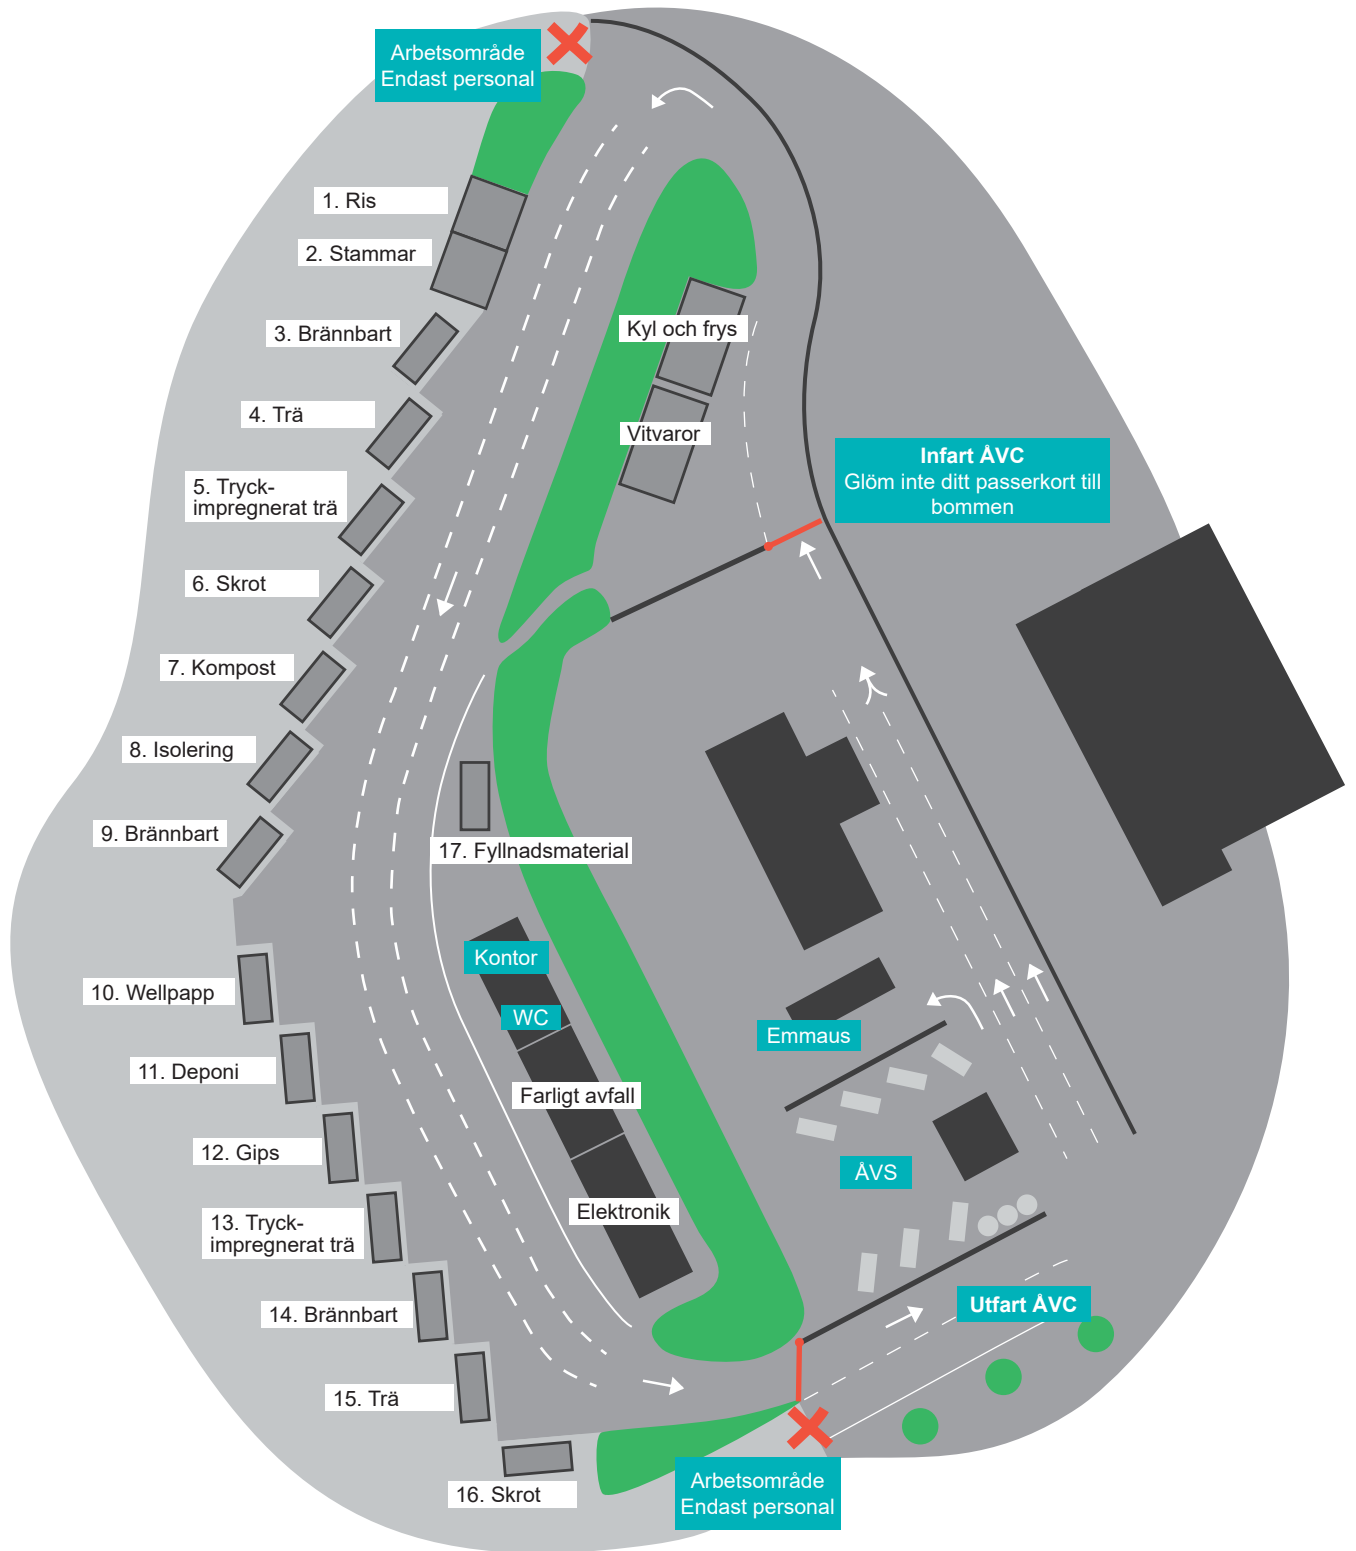 Arbetsområde
Endast personal
1. Ris
2. Stammar
3. Brännbart
4. Trä
5. Tryck-
impregnerat trä
6. Skrot
7. Kompost
8. Isolering
9. Brännbart
10. Wellpapp
11. Deponi
12. Gips
13. Tryck-
impregnerat trä
14. Brännbart
15. Trä
16. Skrot
17. Fyllnadsmaterial
Kyl och frys
Vitvaror
Infart ÅVC
Glöm inte ditt passerkort till
bommen
Kontor
WC
Farligt avfall
Elektronik
Emmaus
ÅVS
Utfart ÅVC
Arbetsområde
Endast personal